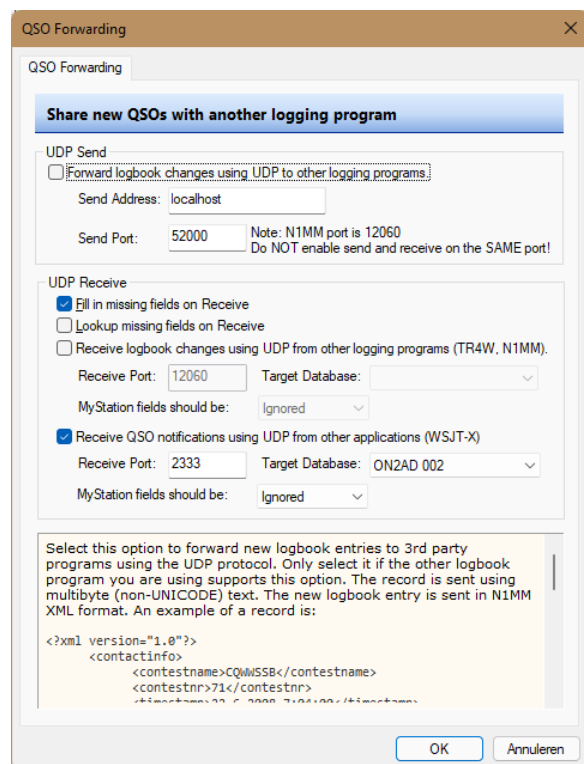 QSO Forwarding
QSO Forwarding
Share new QSOs with another logging program
UDP Send
Forward logbook changes using UDP to other logging programs.
Send Address: localhost
Send Port: 52000 Note: N1MM port is 12060
Do NOT enable send and receive on the SAME port!
UDP Receive
Fill in missing fields on Receive
Lookup missing fields on Receive
Receive logbook changes using UDP from other logging programs (TR4W, N1MM).
Receive Port: 12060 Target Database:
MyStation fields should be: Ignored
Receive QSO notifications using UDP from other applications (WSJT-X)
Receive Port: 2333 Target Database: ON2AD 002
MyStation fields should be: Ignored
Select this option to forward new logbook entries to 3rd party
programs using the UDP protocol. Only select it if the other logbook
program you are using supports this option. The record is sent using
multibyte (non-UNICODE) text. The new logbook entry is sent in N1MM
XML format. An example of a record is:
<?xml version="1.0"?>
<contactinfo>
<contestname>CQWWSSB</contestname>
<contestnr>71</contestnr>
OK Annuleren